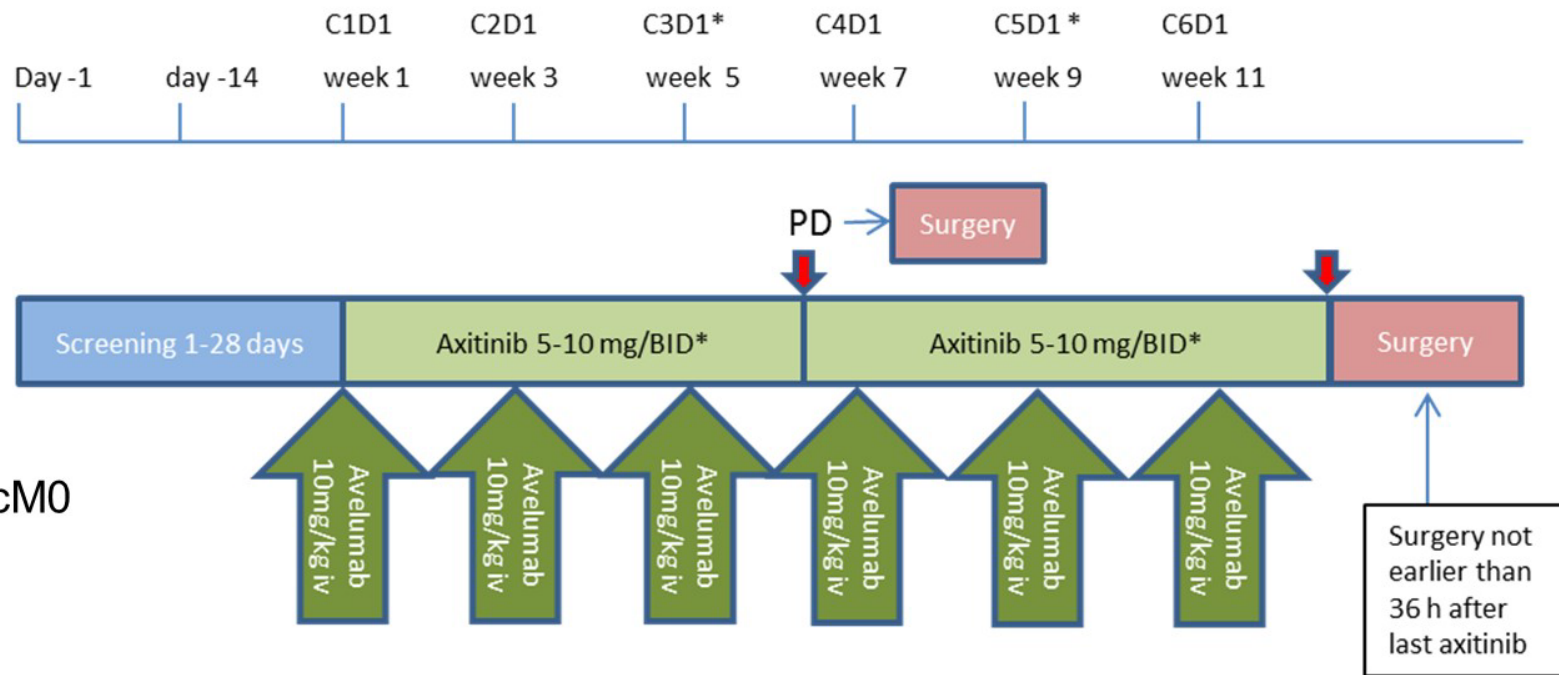 C1D1 C2D1 C3D1* C4D1 C5D1 * C6D1
Day -1 day -14 week 1 week 3 week 5 week 7 week 9 week 11
PD Surgery
Screening 1-28 days Axitinib 5-10 mg/BID* Axitinib 5-10 mg/BID* Surgery
Avelumab
10mg/kg iv
Avelumab
10mg/kg iv
Avelumab
10mg/kg iv
Avelumab
10mg/kg iv
Avelumab
10mg/kg iv
Avelumab
10mg/kg iv
cM0
Surgery not
earlier than
36 h after
last axitinib